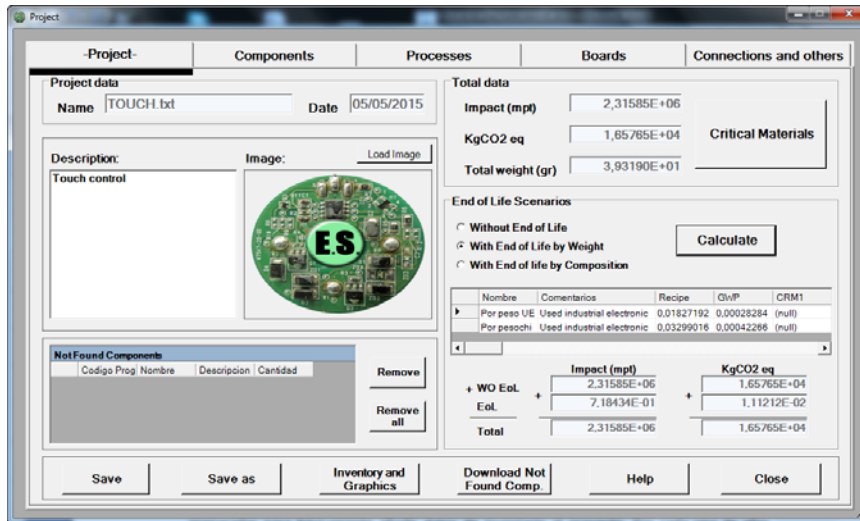 Project
-Project-
Components
Processes
Boards
Connections and others
Project data
Name TOUCH.txt Date 05/05/2015
Description:
Image:
Load Image
Touch control
E.S.
Total data
Impact (mpt) 2,31585E+06
KgCO2 eq 1,65765E+04
Total weight (gr) 3,93190E+01
Critical Materials
End of Life Scenarios
Without End of Life
With End of Life by Weight
With End of life by Composition
Calculate
Nombre Comentarios Recipe GWP CRM1
Por peso UE Used industrial electronic 0,01827192 0,00028284 (null)
Por pesochi Used industrial electronic 0,03299016 0,00042266 (null)
Not Found Components
Codigo Prog Nombre Descripcion Cantidad
Remove
Remove
all
Impact (mpt) KgCO2 eq
+ WO EoL + 2,31585E+06 + 1,65765E+04
EoL 7,18434E-01 1,11212E-02
Total 2,31585E+06 1,65765E+04
Save
Save as
Inventory and
Graphics
Download Not
Found Comp.
Help
Close